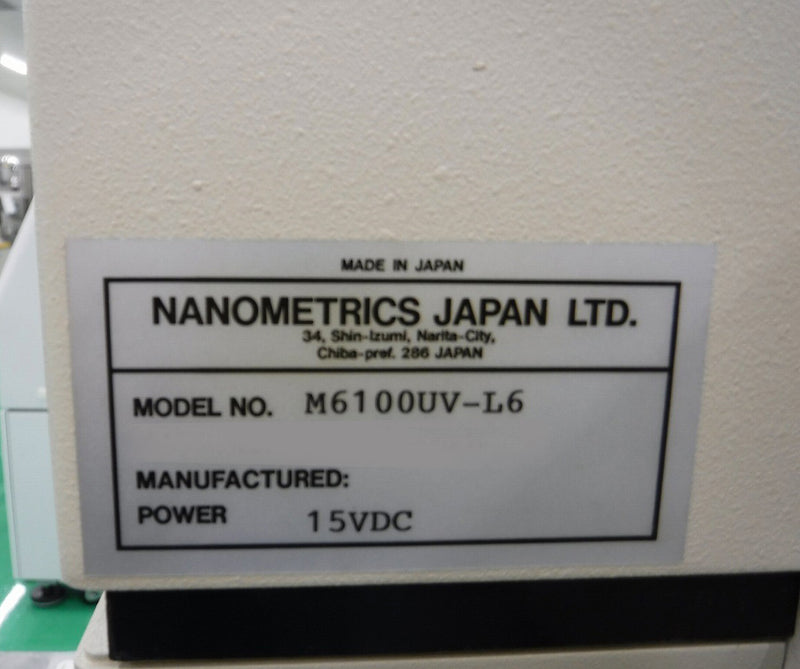 MADE IN JAPAN
NANOMETRICS JAPAN LTD.
34, Shin-Izumi, Narita-City,
Chiba-pref. 286 JAPAN
MODEL NO. M6100UV-L6
MANUFACTURED:
POWER 15VDC